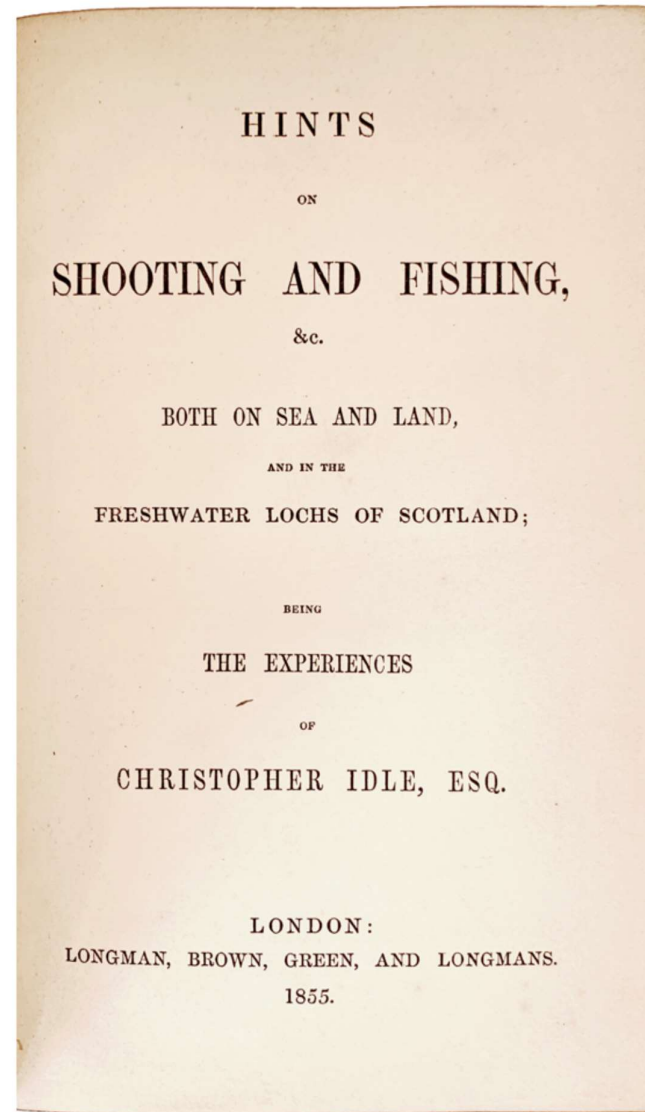 HINTS
ON
SHOOTING AND FISHING,
&c.
BOTH ON SEA AND LAND,
AND IN THE
FRESHWATER LOCHS OF SCOTLAND;
BEING
THE EXPERIENCES
OF
CHRISTOPHER IDLE, ESQ.
LONDON:
LONGMAN, BROWN, GREEN, AND LONGMANS.
1855.